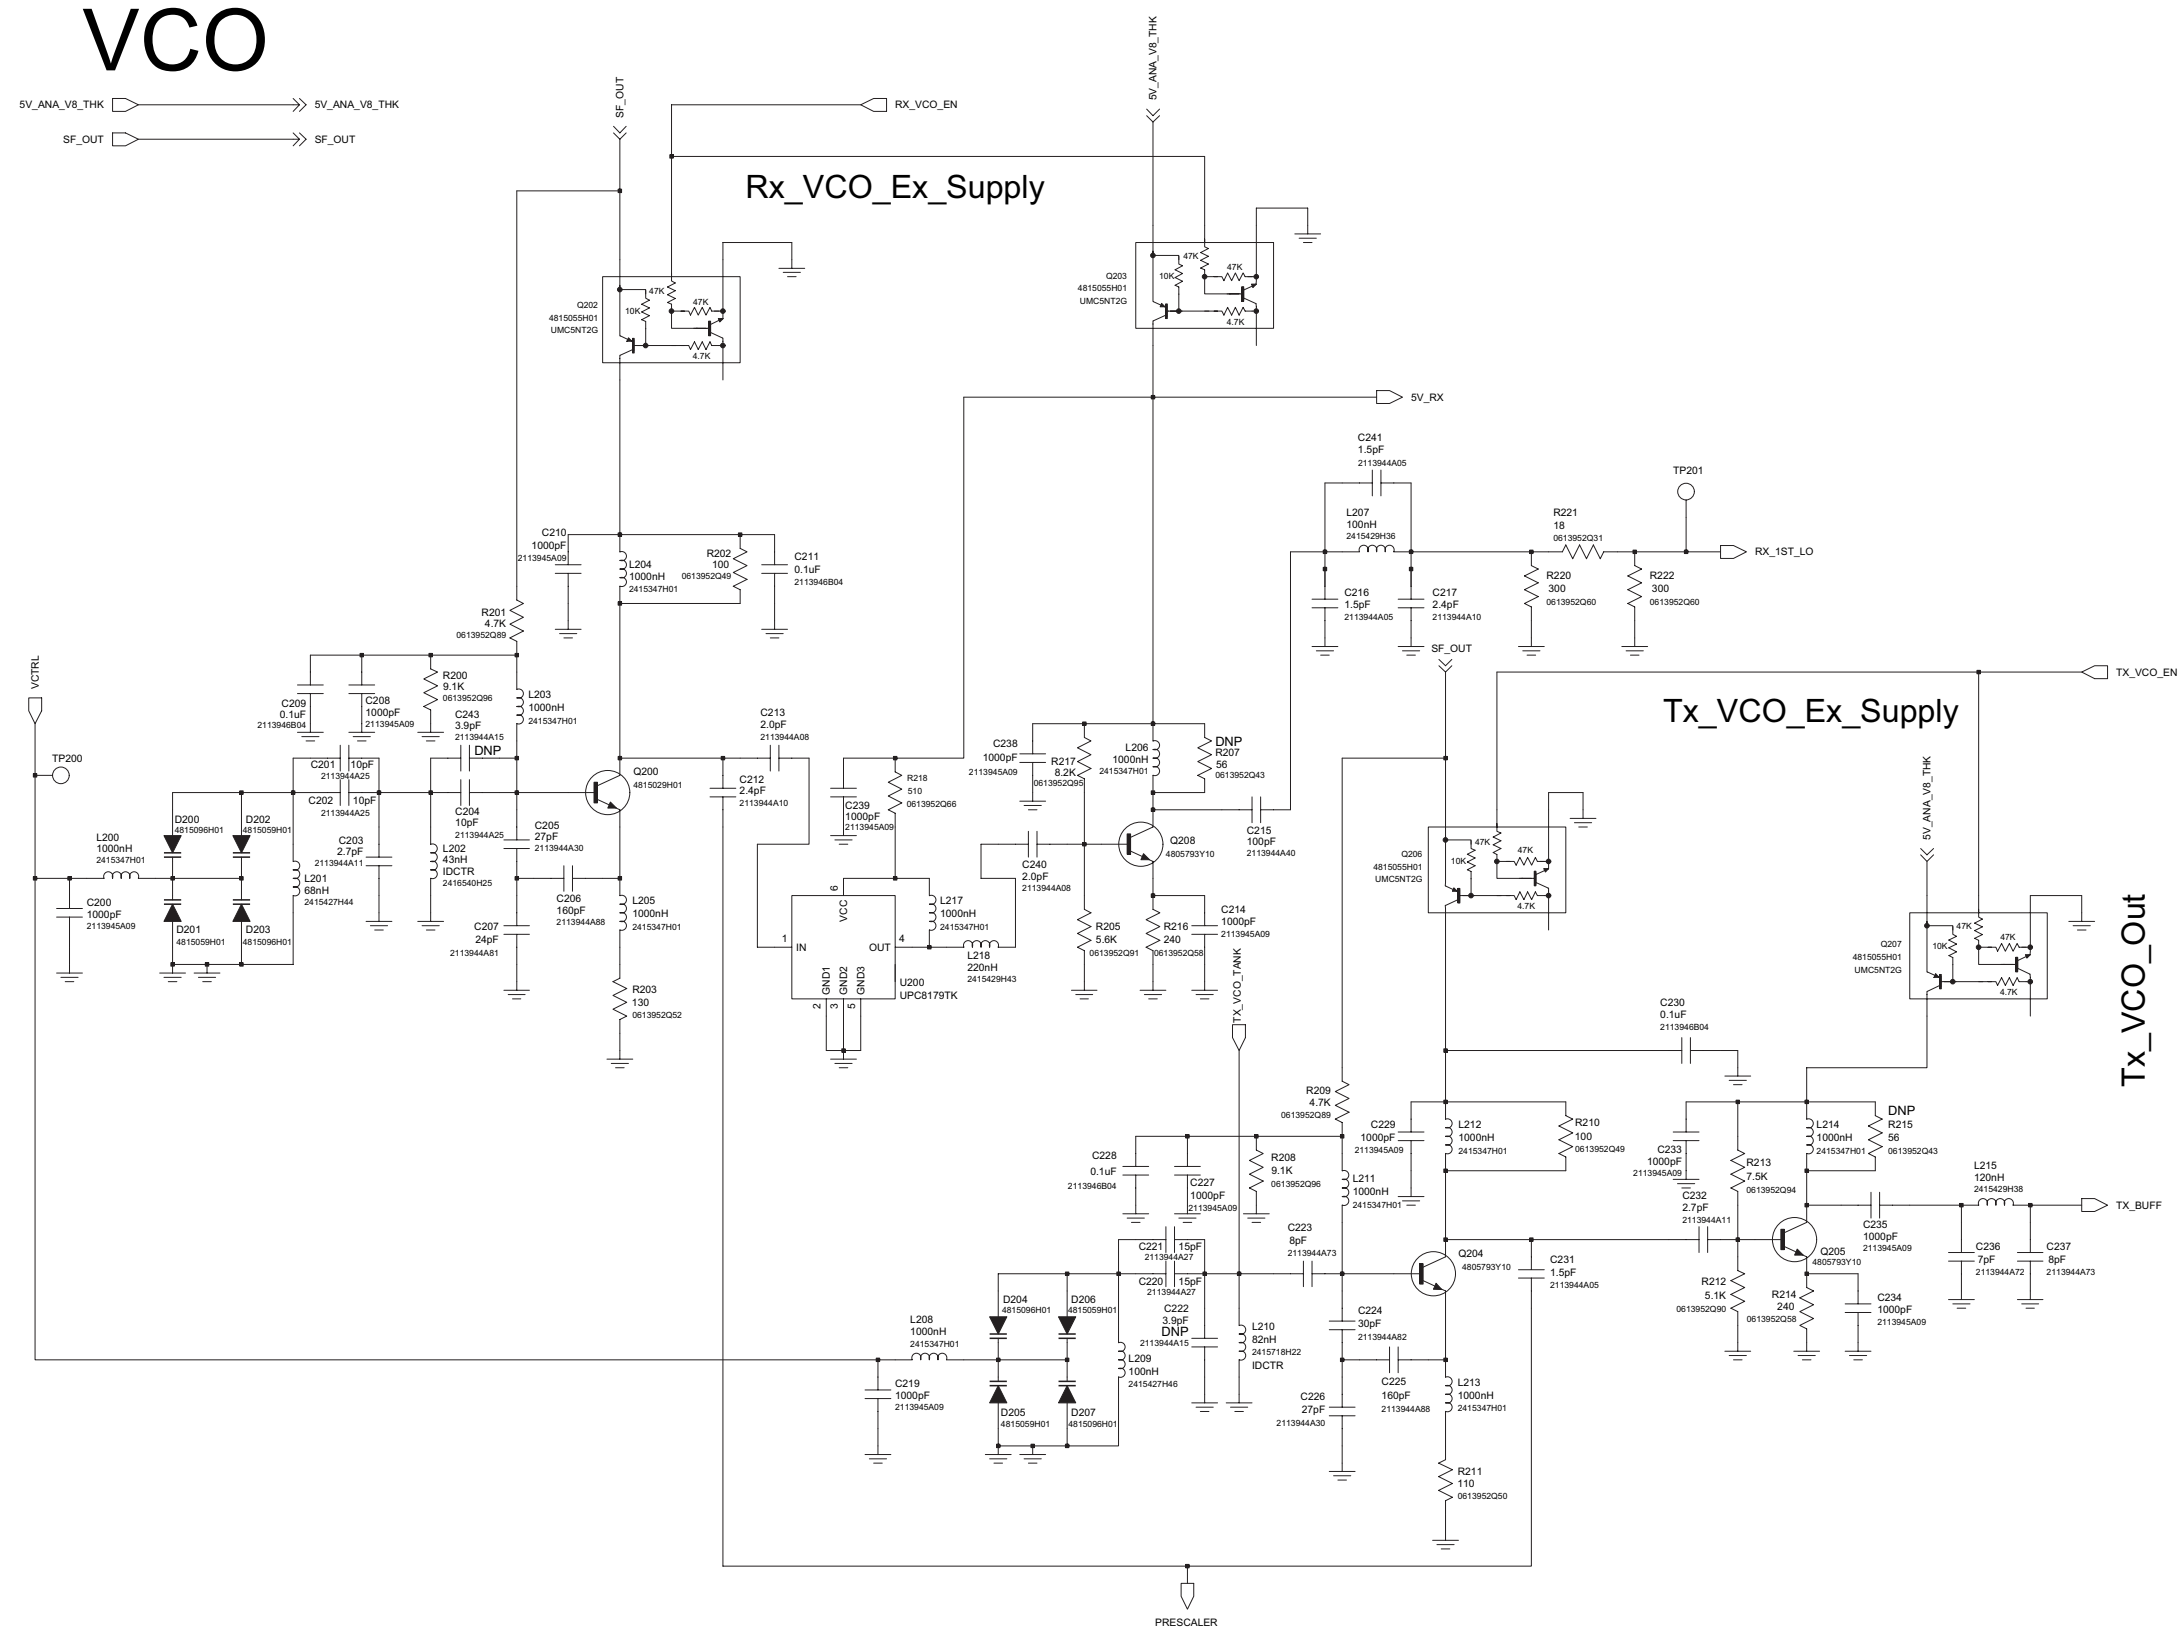 VCO
5V_ANA_V8_THK
5V_ANA_V8_THK
SF_OUT
SF_OUT
SF_OUT
RX_VCO_EN
5V_ANA_V8_THK
Rx_VCO_Ex_Supply
Q202
4815055H01
UMC5NT2G
47K
10K
47K
4.7K
Q203
4815055H01
UMC5NT2G
47K
10K
47K
4.7K
5V_RX
C241
1.5pF
2113944A05
TP201
L207
100nH
2415429H36
R221
18
0613952Q31
RX_1ST_LO
C210
1000pF
2113945A09
L204
1000nH
2415347H01
R202
100
0613952Q49
C211
0.1uF
2113946B04
C216
1.5pF
2113944A05
C217
2.4pF
2113944A10
R220
300
0613952Q60
R222
300
0613952Q60
R201
4.7K
0613952Q89
VCTRL
SF_OUT
TX_VCO_EN
Tx_VCO_Ex_Supply
C209
0.1uF
2113946B04
C208
1000pF
2113945A09
R200
9.1K
0613952Q96
L203
1000nH
2415347H01
C243
3.9pF
2113944A15
DNP
C213
2.0pF
2113944A08
TP200
C201
10pF
2113944A25
C202
10pF
2113944A25
C204
10pF
2113944A25
Q200
4815029H01
C212
2.4pF
2113944A10
C239
1000pF
2113945A09
R218
510
0613952Q66
C238
1000pF
2113945A09
R217
8.2K
0613952Q95
L206
1000nH
2415347H01
DNP
R207
56
0613952Q43
5V_ANA_V8_THK
L200
1000nH
2415347H01
D200
4815096H01
D202
4815059H01
C203
2.7pF
2113944A11
L202
43nH
IDCTR
2416540H25
C205
27pF
2113944A30
C240
2.0pF
2113944A08
Q208
4805793Y10
C215
100pF
2113944A40
Q206
4815055H01
UMC5NT2G
47K
10K
47K
4.7K
C200
1000pF
2113945A09
D201
4815059H01
D203
4815096H01
L201
68nH
2415427H44
C206
160pF
2113944A88
C207
24pF
2113944A81
L205
1000nH
2415347H01
6
VCC
1
IN
OUT
4
GND1
GND2
GND3
2
3
5
U200
UPC8179TK
L217
1000nH
2415347H01
L218
220nH
2415429H43
R205
5.6K
0613952Q91
R216
240
0613952Q58
C214
1000pF
2113945A09
TX_VCO_TANK
Q207
4815055H01
UMC5NT2G
47K
10K
47K
4.7K
Tx_VCO_Out
R203
130
0613952Q52
C230
0.1uF
2113946B04
R209
4.7K
0613952Q89
C229
1000pF
2113945A09
L212
1000nH
2415347H01
R210
100
0613952Q49
C233
1000pF
2113945A09
R213
7.5K
0613952Q94
L214
1000nH
2415347H01
DNP
R215
56
0613952Q43
C228
0.1uF
2113946B04
C227
1000pF
2113945A09
R208
9.1K
0613952Q96
L211
1000nH
2415347H01
C232
2.7pF
2113944A11
L215
120nH
2415429H38
TX_BUFF
C221
15pF
2113944A27
C220
15pF
2113944A27
C223
8pF
2113944A73
Q204
4805793Y10
C231
1.5pF
2113944A05
Q205
4805793Y10
C235
1000pF
2113945A09
C236
7pF
2113944A72
C237
8pF
2113944A73
L208
1000nH
2415347H01
D204
4815096H01
D206
4815059H01
C222
3.9pF
DNP
2113944A15
L210
82nH
2415718H22
IDCTR
C224
30pF
2113944A82
R212
5.1K
0613952Q90
R214
240
0613952Q58
C234
1000pF
2113945A09
C219
1000pF
2113945A09
D205
4815059H01
D207
4815096H01
L209
100nH
2415427H46
C226
27pF
2113944A30
C225
160pF
2113944A88
L213
1000nH
2415347H01
R211
110
0613952Q50
PRESCALER